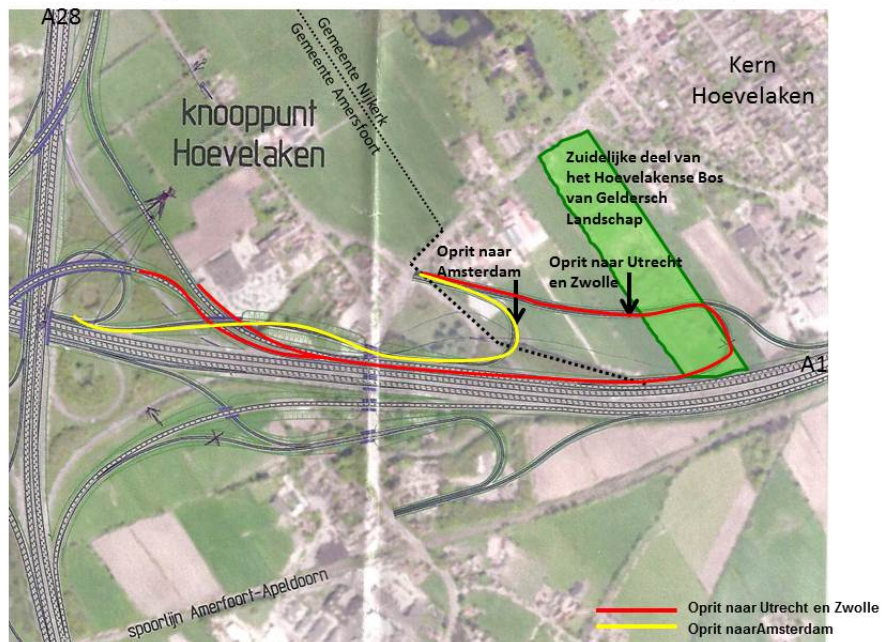 A28
Gemeente Nijkerk
Gemeente Amersfoort
Kern
Hoevelaken
knooppunt
Hoevelaken
Zuidelijke deel van
het Hoevelakense Bos
van Geldersch
Landschap
Oprit naar
Amsterdam
Oprit naar Utrecht
en Zwolle
A1
spoorlijn Amerfoort-Apeldoorn
Oprit naar Utrecht en Zwolle
Oprit naarAmsterdam